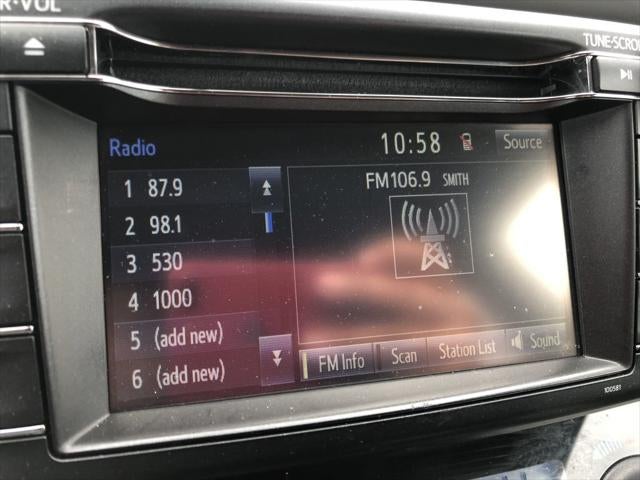 R·VOL
TUNE·SCROL
Radio
10:58
Source
1 87.9
FM106.9 SMITH
2 98.1
3 530
4 1000
5 (add new)
6 (add new)
FM Info
Scan
Station List
Sound
100581